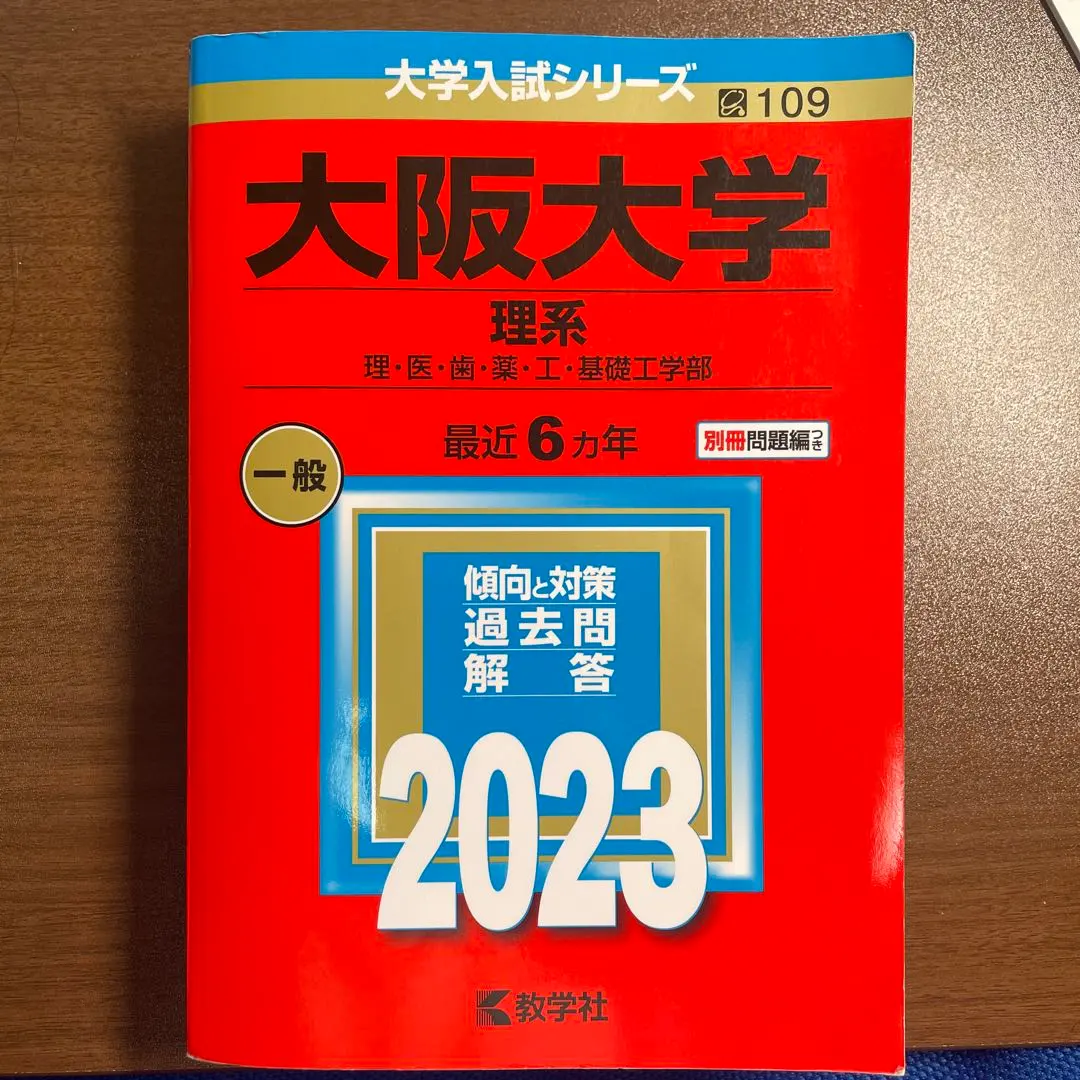 大学入試シリーズ
109
大阪大学
理系
理・医・歯・薬・工・基礎工学部
最近6カ年
別冊問題編つき
一般
傾向と対策
過去問
解答
2023
教学社